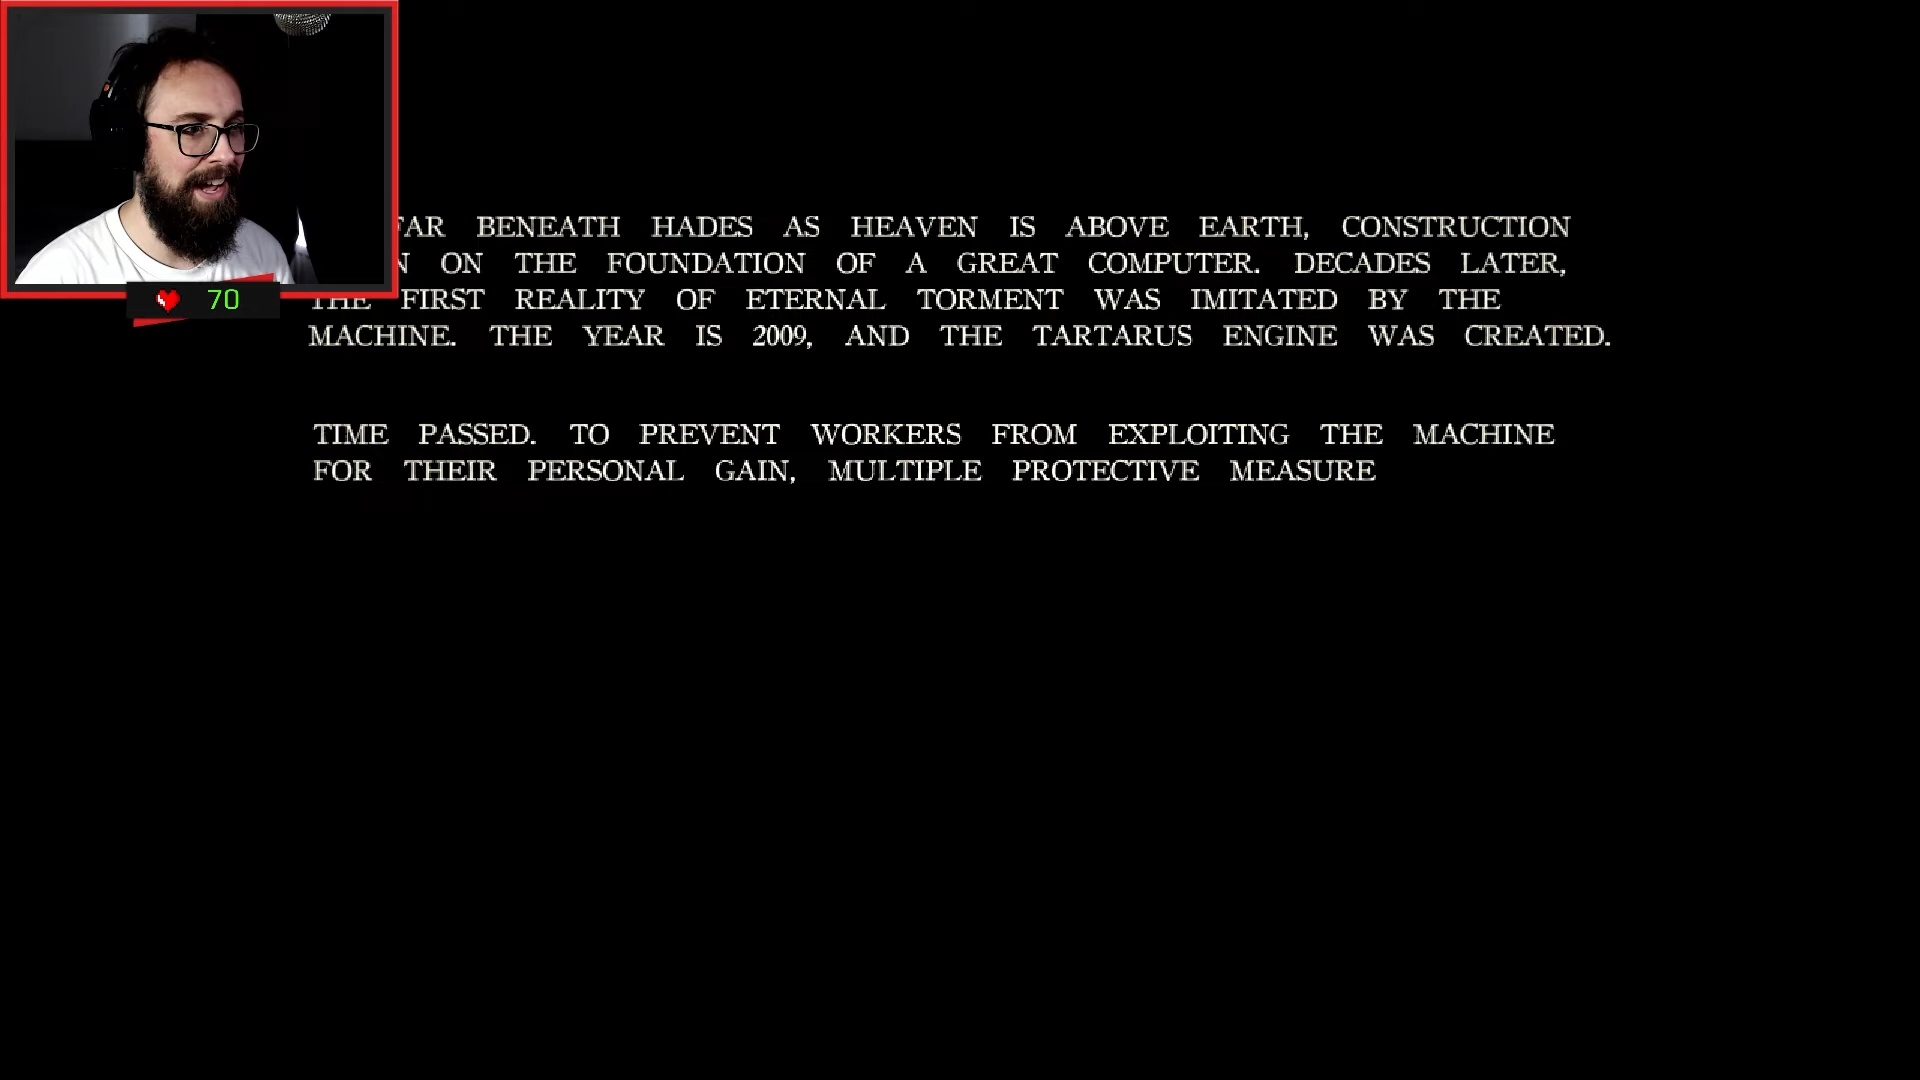 FAR BENEATH HADES AS HEAVEN IS ABOVE EARTH, CONSTRUCTION
ON THE FOUNDATION OF A GREAT COMPUTER. DECADES LATER,
THE FIRST REALITY OF ETERNAL TORMENT WAS IMITATED BY THE
MACHINE. THE YEAR IS 2009, AND THE TARTARUS ENGINE WAS CREATED.
TIME PASSED. TO PREVENT WORKERS FROM EXPLOITING THE MACHINE
FOR THEIR PERSONAL GAIN, MULTIPLE PROTECTIVE MEASURE
70